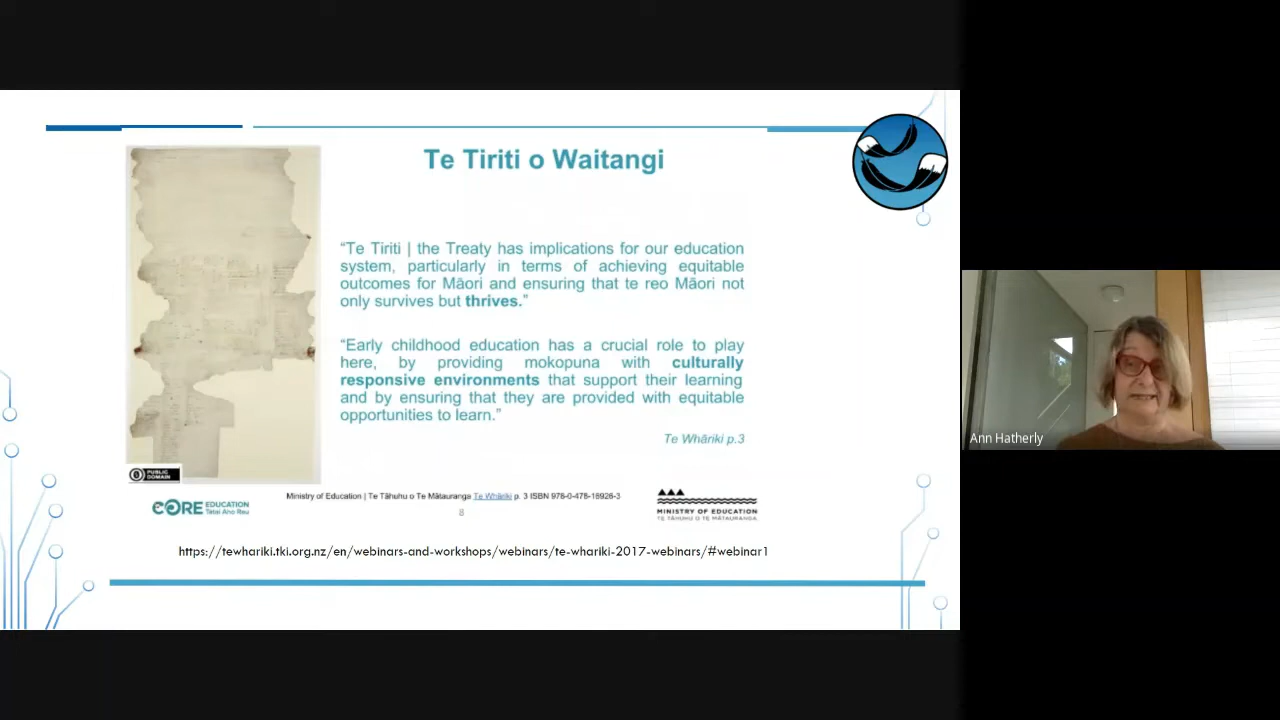 Te Tiriti o Waitangi
“Te Tiriti | the Treaty has implications for our education
system, particularly in terms of achieving equitable
outcomes for Māori and ensuring that te reo Māori not
only survives but thrives.”
“Early childhood education has a crucial role to play
here, by providing mokopuna with culturally
responsive environments that support their learning
and by ensuring that they are provided with equitable
opportunities to learn.”
Te Whāriki p.3
PUBLIC
DOMAIN
CORE EDUCATION
Tātai Aho Rau
Ministry of Education | Te Tāhuhu o Te Mātauranga Te Whāriki p. 3 ISBN 978-0-478-16926-3
8
MINISTRY OF EDUCATION
TE TĀHUHU O TE MĀTAURANGA
https://tewhariki.tki.org.nz/en/webinars-and-workshops/webinars/te-whariki-2017-webinars/#webinar1
Ann Hatherly